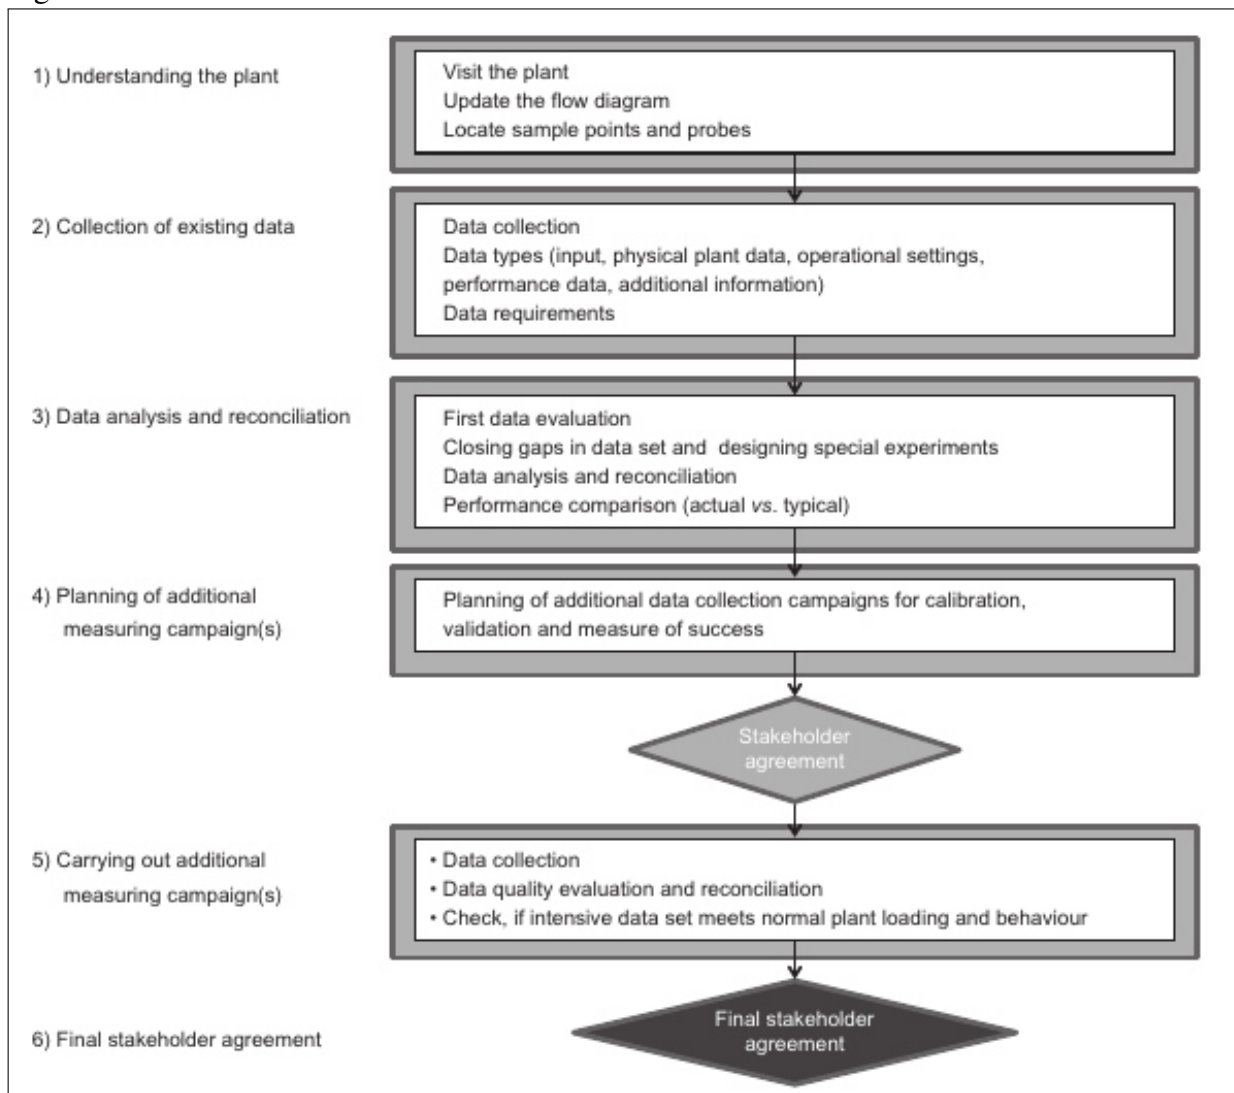 1) Understanding the plant
Visit the plant
Update the flow diagram
Locate sample points and probes
2) Collection of existing data
Data collection
Data types (input, physical plant data, operational settings,
performance data, additional information)
Data requirements
3) Data analysis and reconciliation
First data evaluation
Closing gaps in data set and designing special experiments
Data analysis and reconciliation
Performance comparison (actual vs. typical)
4) Planning of additional
measuring campaign(s)
Planning of additional data collection campaigns for calibration,
validation and measure of success
Stakeholder
agreement
5) Carrying out additional
measuring campaign(s)
• Data collection
• Data quality evaluation and reconciliation
• Check, if intensive data set meets normal plant loading and behaviour
6) Final stakeholder agreement
Final stakeholder
agreement